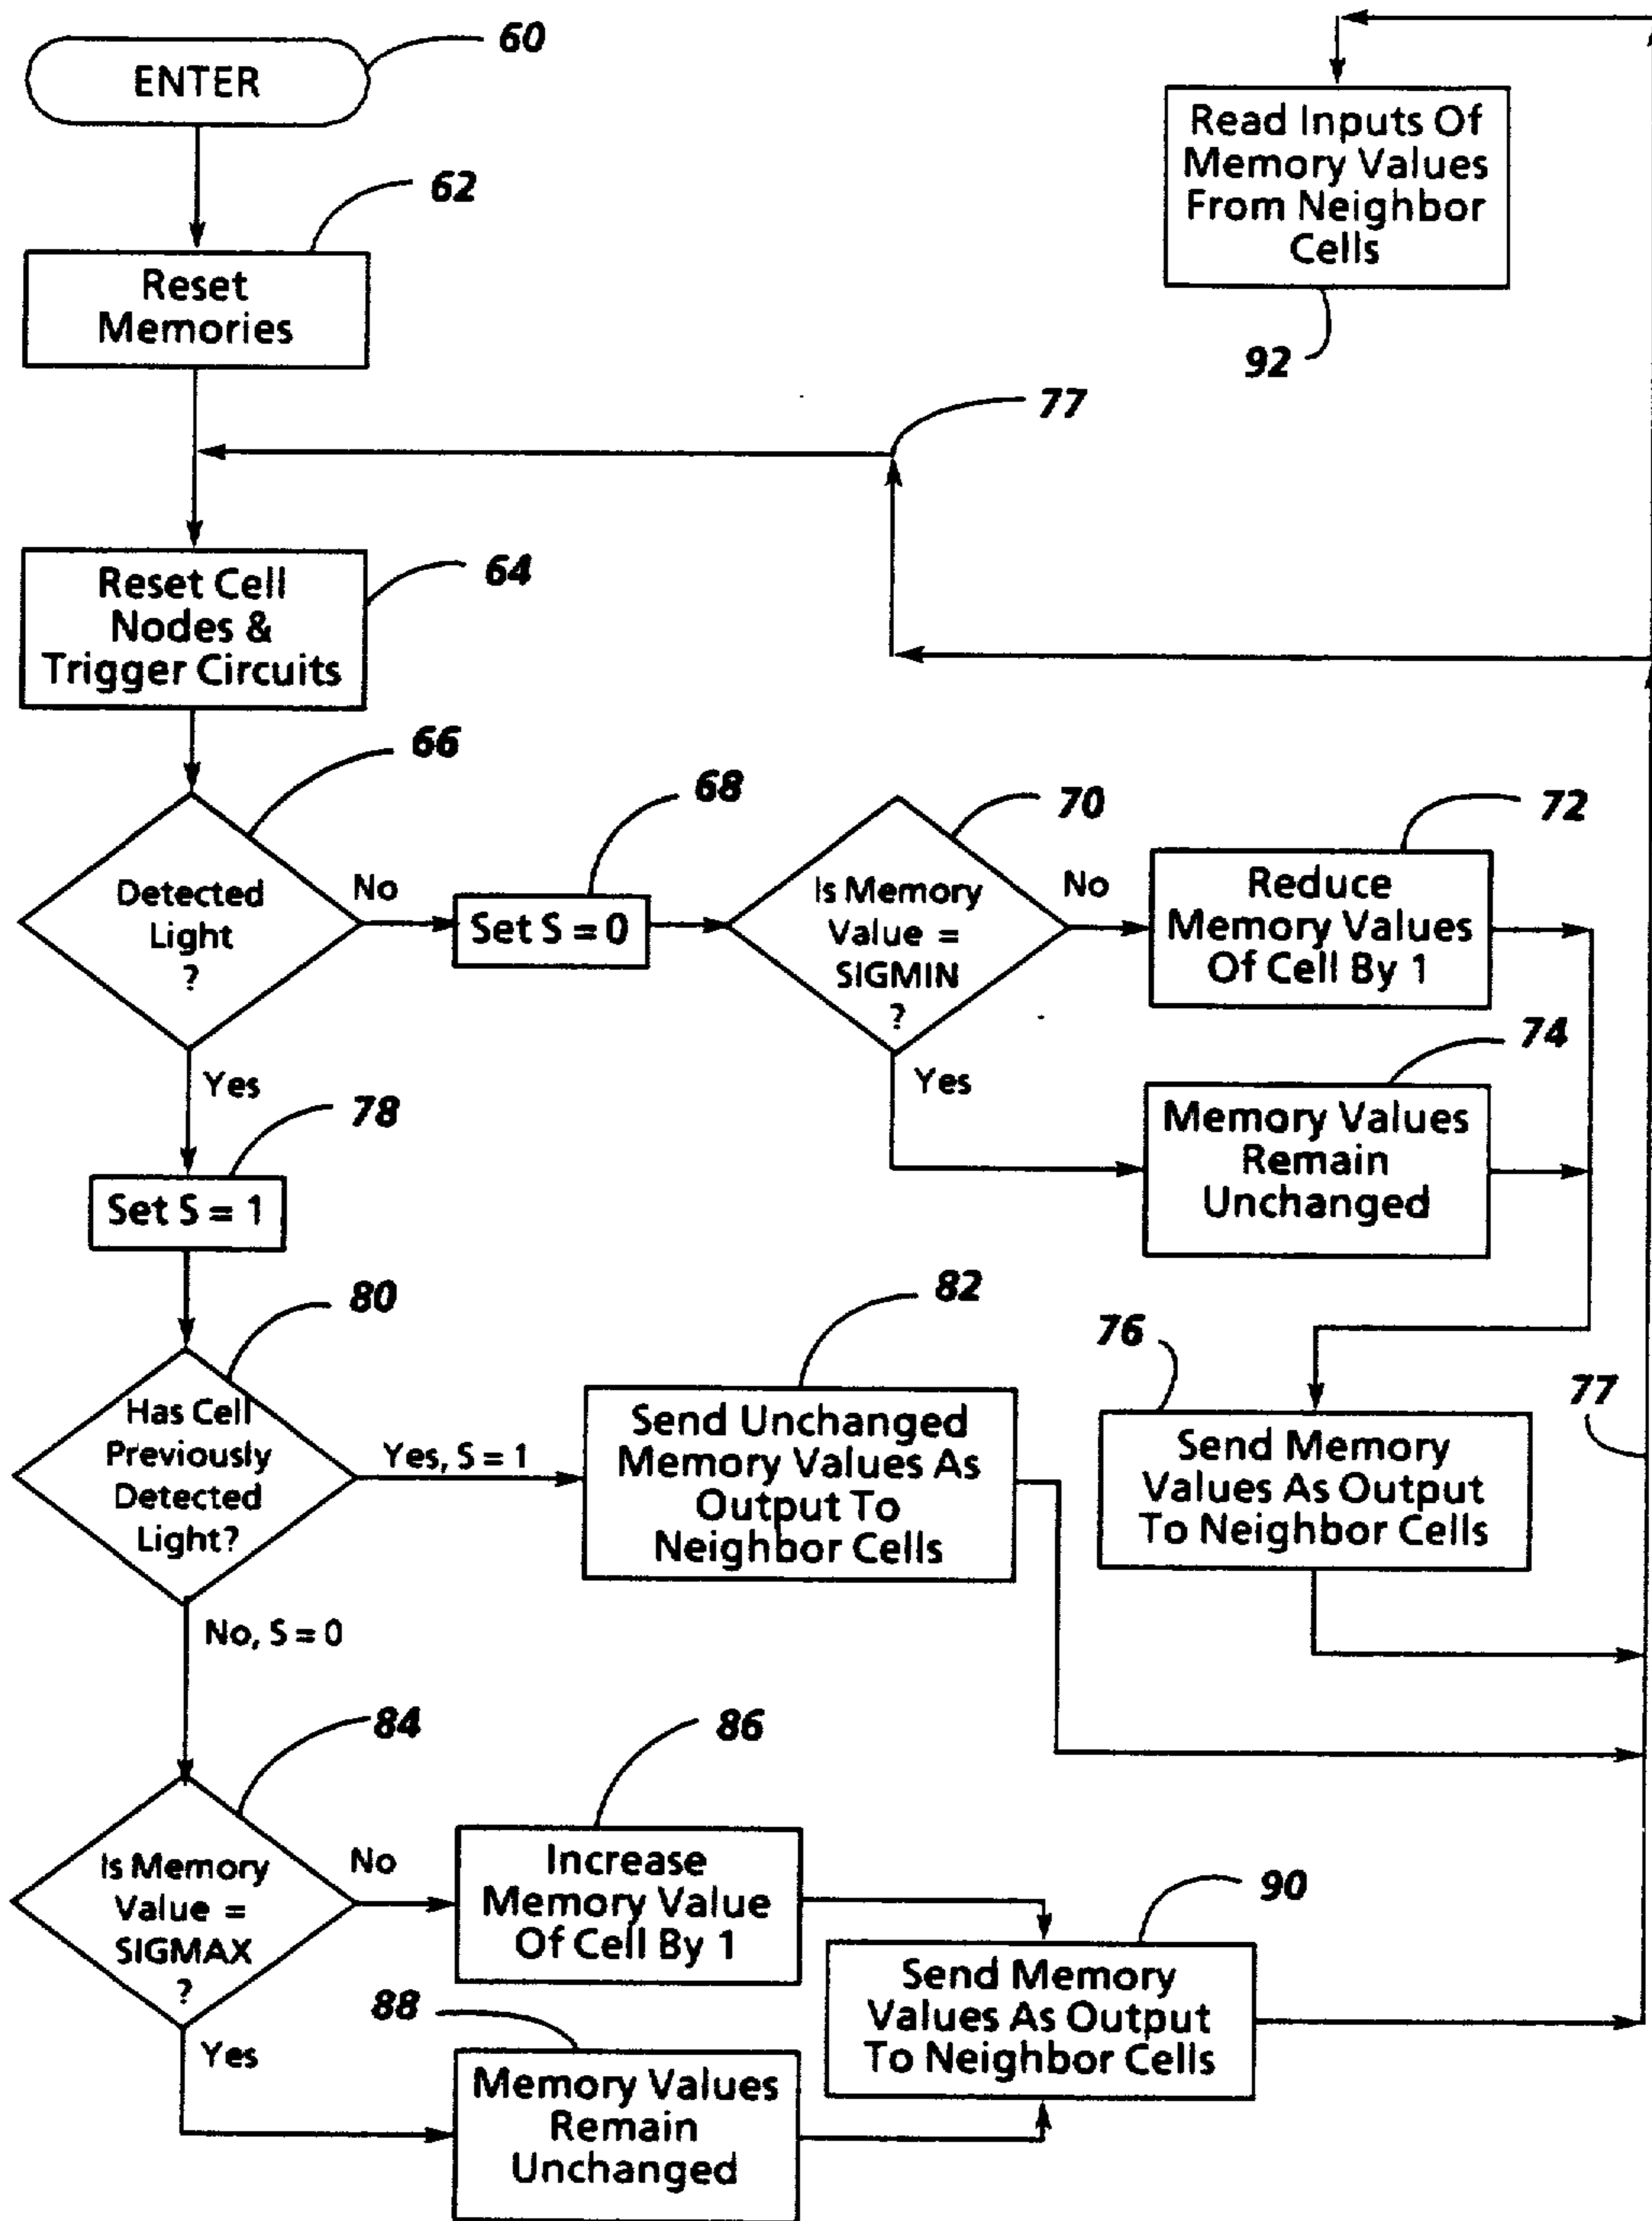 60
ENTER
62
Reset
Memories
Read Inputs Of
Memory Values
From Neighbor
Cells
92
77
64
Reset Cell
Nodes &
Trigger Circuits
66
Detected
Light
?
No
68
Set S = 0
70
Is Memory
Value =
SIGMIN
?
No
72
Reduce
Memory Values
Of Cell By 1
Yes
74
Memory Values
Remain
Unchanged
76
Send Memory
Values As Output
To Neighbor Cells
77
Yes
78
Set S = 1
80
Has Cell
Previously
Detected
Light?
Yes, S = 1
82
Send Unchanged
Memory Values As
Output To
Neighbor Cells
No, S = 0
84
Is Memory
Value =
SIGMAX
?
No
86
Increase
Memory Value
Of Cell By 1
Yes
88
Memory Values
Remain
Unchanged
90
Send Memory
Values As Output
To Neighbor Cells